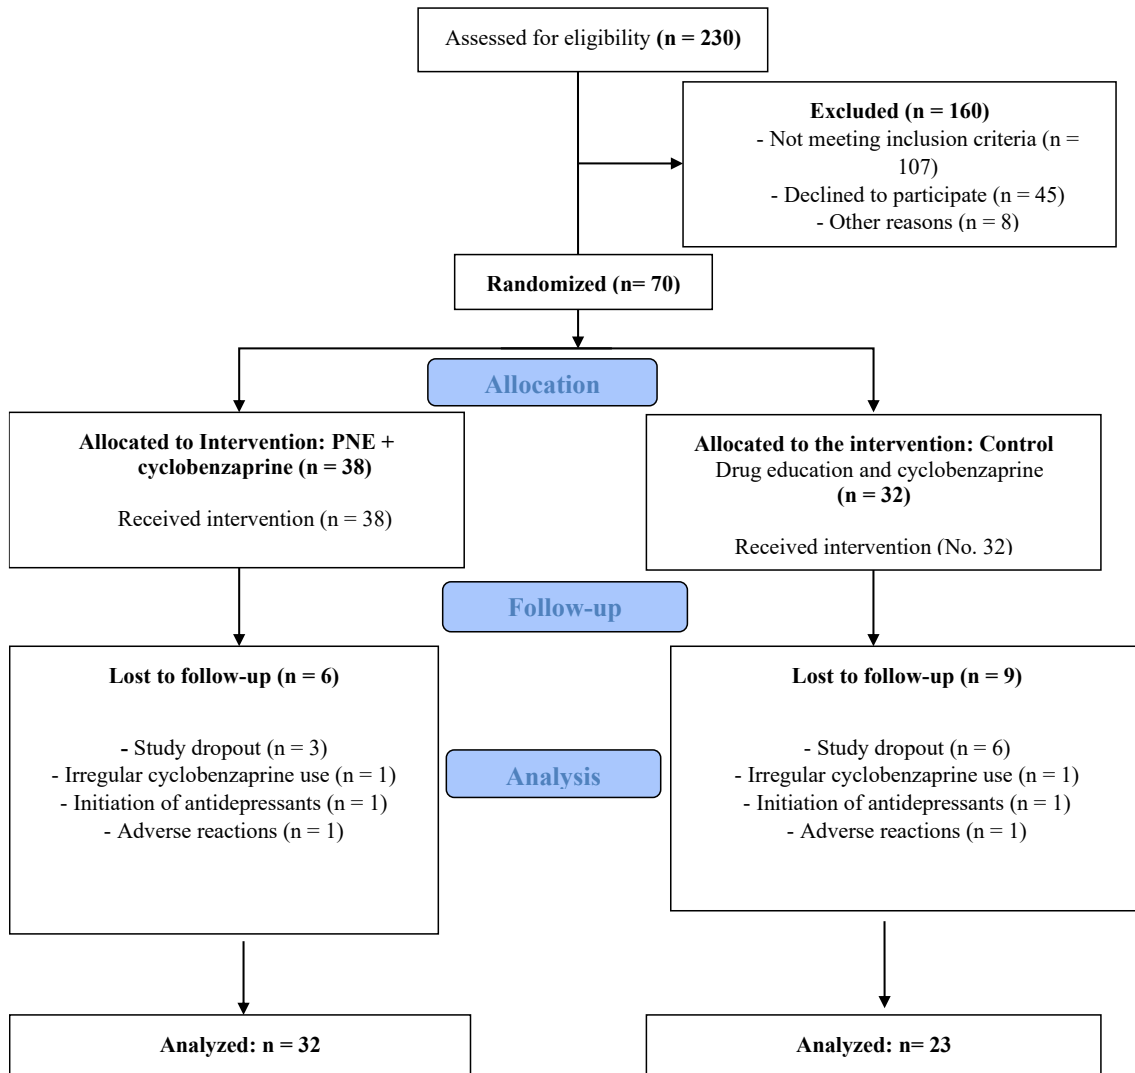 Assessed for eligibility (n = 230)
Excluded (n = 160)
- Not meeting inclusion criteria (n =
107)
- Declined to participate (n = 45)
- Other reasons (n = 8)
Randomized (n= 70)
Allocation
Allocated to Intervention: PNE +
cyclobenzaprine (n = 38)
Received intervention (n = 38)
Allocated to the intervention: Control
Drug education and cyclobenzaprine
(n = 32)
Received intervention (No. 32)
Follow-up
Lost to follow-up (n = 6)
- Study dropout (n = 3)
- Irregular cyclobenzaprine use (n = 1)
- Initiation of antidepressants (n = 1)
- Adverse reactions (n = 1)
Lost to follow-up (n = 9)
- Study dropout (n = 6)
- Irregular cyclobenzaprine use (n = 1)
- Initiation of antidepressants (n = 1)
- Adverse reactions (n = 1)
Analysis
Analyzed: n = 32
Analyzed: n= 23